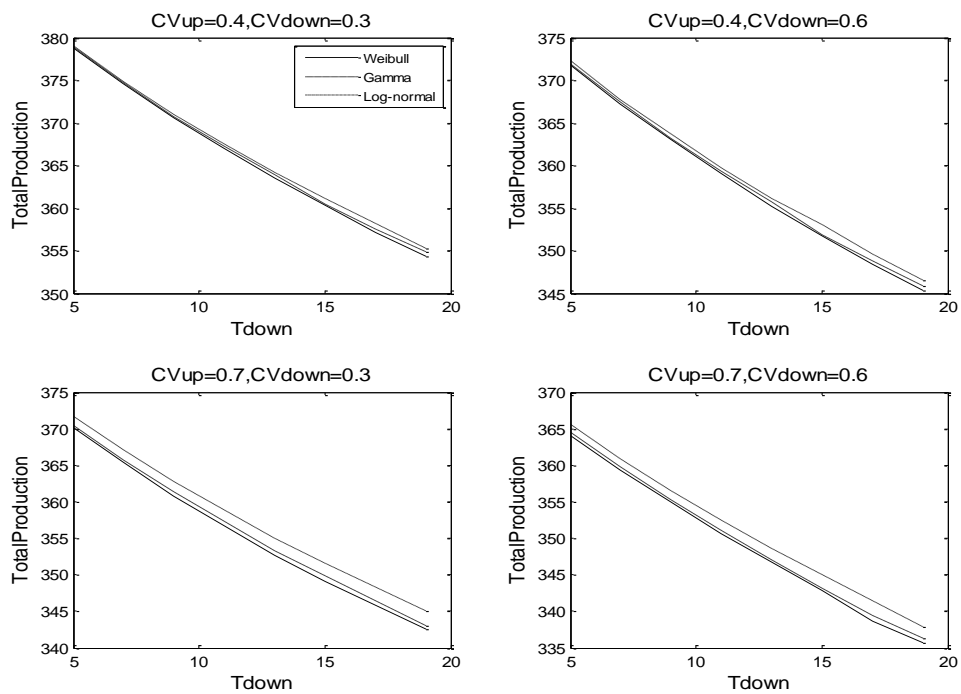 CVup=0.4,CVdown=0.3
380
375
370
365
360
355
350
TotalProduction
Weibull
Gamma
Log-normal
5 10 15 20
Tdown
CVup=0.4,CVdown=0.6
375
370
365
360
355
350
345
TotalProduction
5 10 15 20
Tdown
CVup=0.7,CVdown=0.3
375
370
365
360
355
350
345
340
TotalProduction
5 10 15 20
Tdown
CVup=0.7,CVdown=0.6
370
365
360
355
350
345
340
335
TotalProduction
5 10 15 20
Tdown